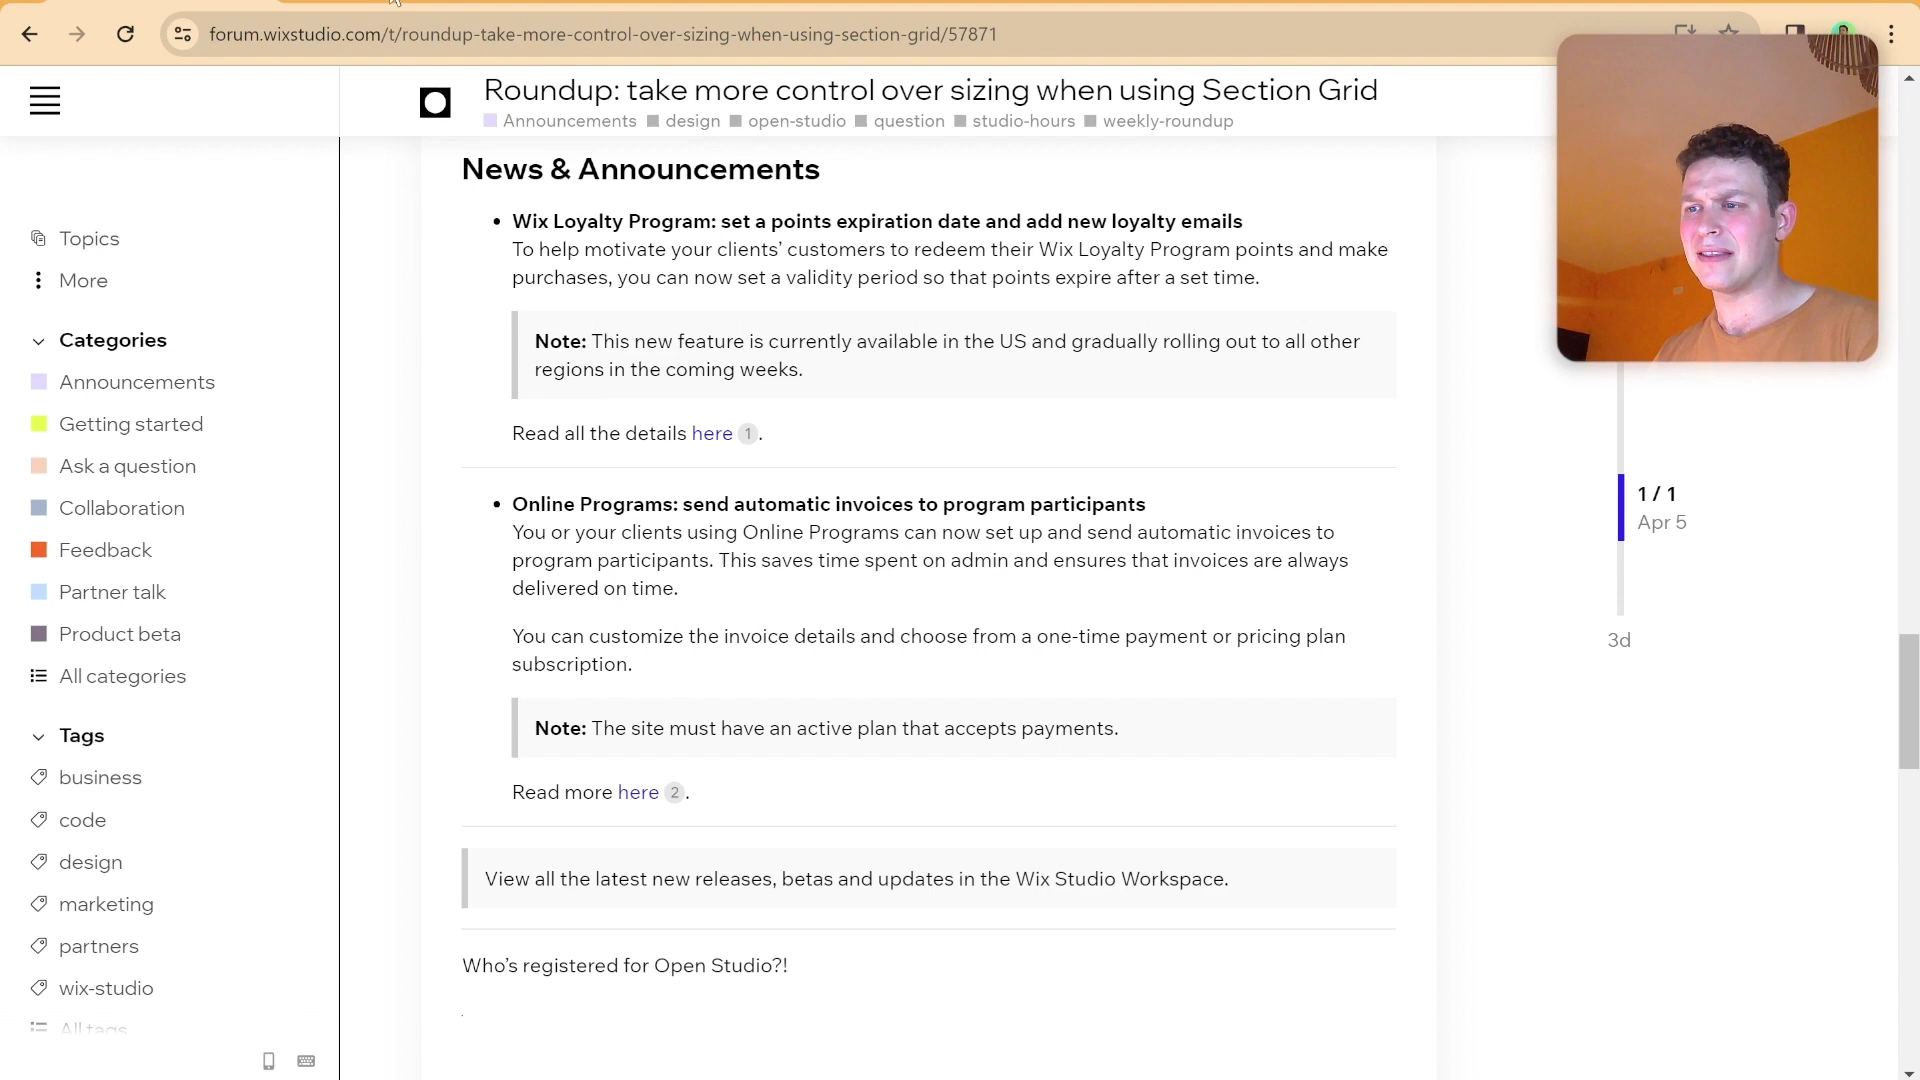 forum.wixstudio.com/t/roundup-take-more-control-over-sizing-when-using-section-grid/57871
Roundup: take more control over sizing when using Section Grid
Announcements design open-studio question studio-hours weekly-roundup
Topics
More
Categories
Announcements
Getting started
Ask a question
Collaboration
Feedback
Partner talk
Product beta
All categories
Tags
business
code
design
marketing
partners
wix-studio
All tags
News & Announcements
• Wix Loyalty Program: set a points expiration date and add new loyalty emails
To help motivate your clients’ customers to redeem their Wix Loyalty Program points and make
purchases, you can now set a validity period so that points expire after a set time.
Note: This new feature is currently available in the US and gradually rolling out to all other
regions in the coming weeks.
Read all the details here 1.
• Online Programs: send automatic invoices to program participants
You or your clients using Online Programs can now set up and send automatic invoices to
program participants. This saves time spent on admin and ensures that invoices are always
delivered on time.
You can customize the invoice details and choose from a one-time payment or pricing plan
subscription.
Note: The site must have an active plan that accepts payments.
Read more here 2.
View all the latest new releases, betas and updates in the Wix Studio Workspace.
Who’s registered for Open Studio?!
.
1 / 1
Apr 5
3d